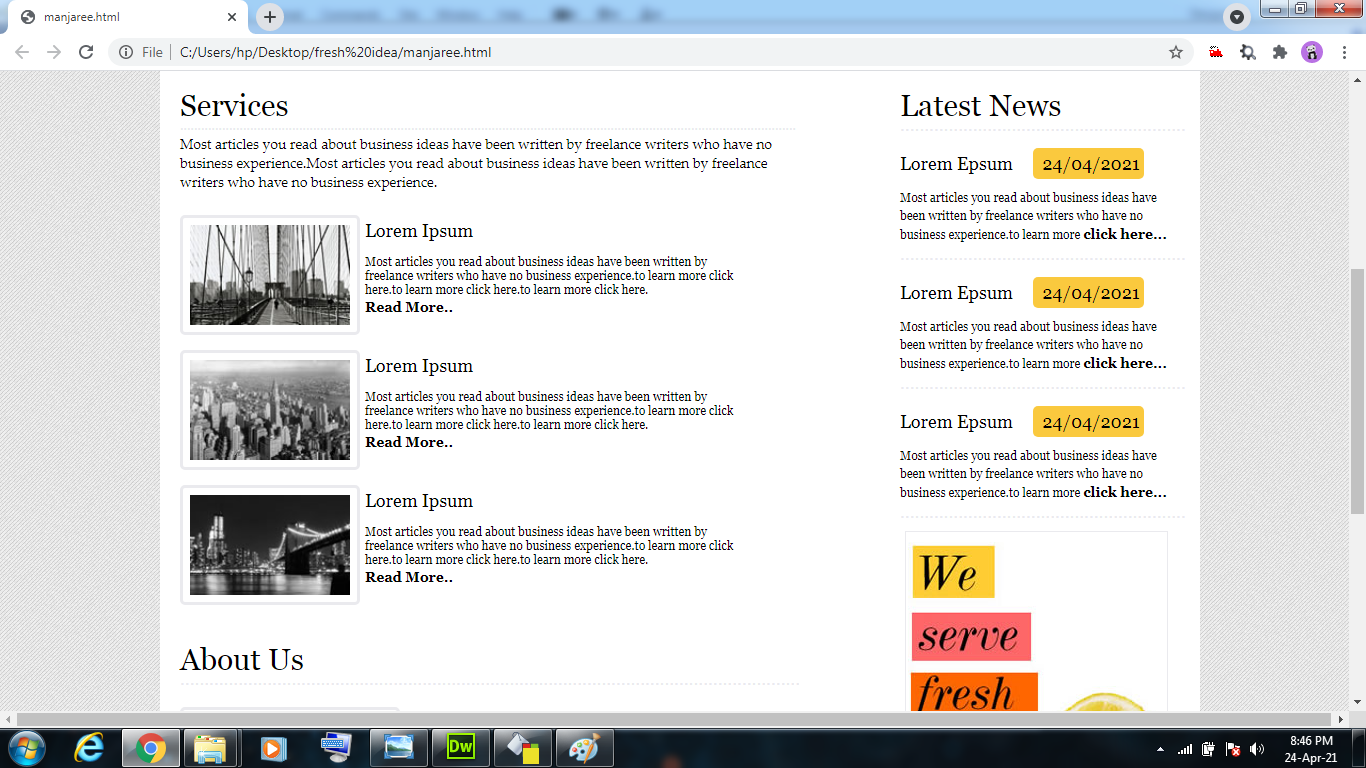 manjaree.html
File
C:/Users/hp/Desktop/fresh%20idea/manjaree.html
Services
Most articles you read about business ideas have been written by freelance writers who have no
business experience.Most articles you read about business ideas have been written by freelance
writers who have no business experience.
Lorem Ipsum
Most articles you read about business ideas have been written by
freelance writers who have no business experience.to learn more click
here.to learn more click here.to learn more click here.
Read More..
Lorem Ipsum
Most articles you read about business ideas have been written by
freelance writers who have no business experience.to learn more click
here.to learn more click here.to learn more click here.
Read More..
Lorem Ipsum
Most articles you read about business ideas have been written by
freelance writers who have no business experience.to learn more click
here.to learn more click here.to learn more click here.
Read More..
About Us
Latest News
Lorem Epsum 24/04/2021
Most articles you read about business ideas have
been written by freelance writers who have no
business experience.to learn more click here...
Lorem Epsum 24/04/2021
Most articles you read about business ideas have
been written by freelance writers who have no
business experience.to learn more click here...
Lorem Epsum 24/04/2021
Most articles you read about business ideas have
been written by freelance writers who have no
business experience.to learn more click here...
We
serve
fresh
Dw
8:46 PM
24-Apr-21